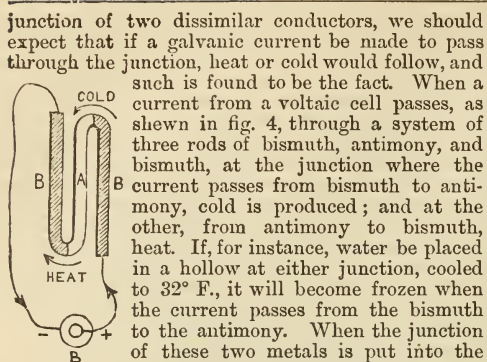 junction of two dissimilar conductors, we should
expect that if a galvanic current be made to pass
through the junction, heat or cold would follow, and
such is found to be the fact. When a
current from a voltaic cell passes, as
shewn in fig. 4, through a system of
three rods of bismuth, antimony, and
bismuth, at the junction where the
current passes from bismuth to anti-
mony, cold is produced; and at the
other, from antimony to bismuth,
heat. If, for instance, water be placed
in a hollow at either junction, cooled
to 32° F., it will become frozen when
the current passes from the bismuth
to the antimony. When the junction
of these two metals is put into the
COLD
B A B
HEAT
- +
B